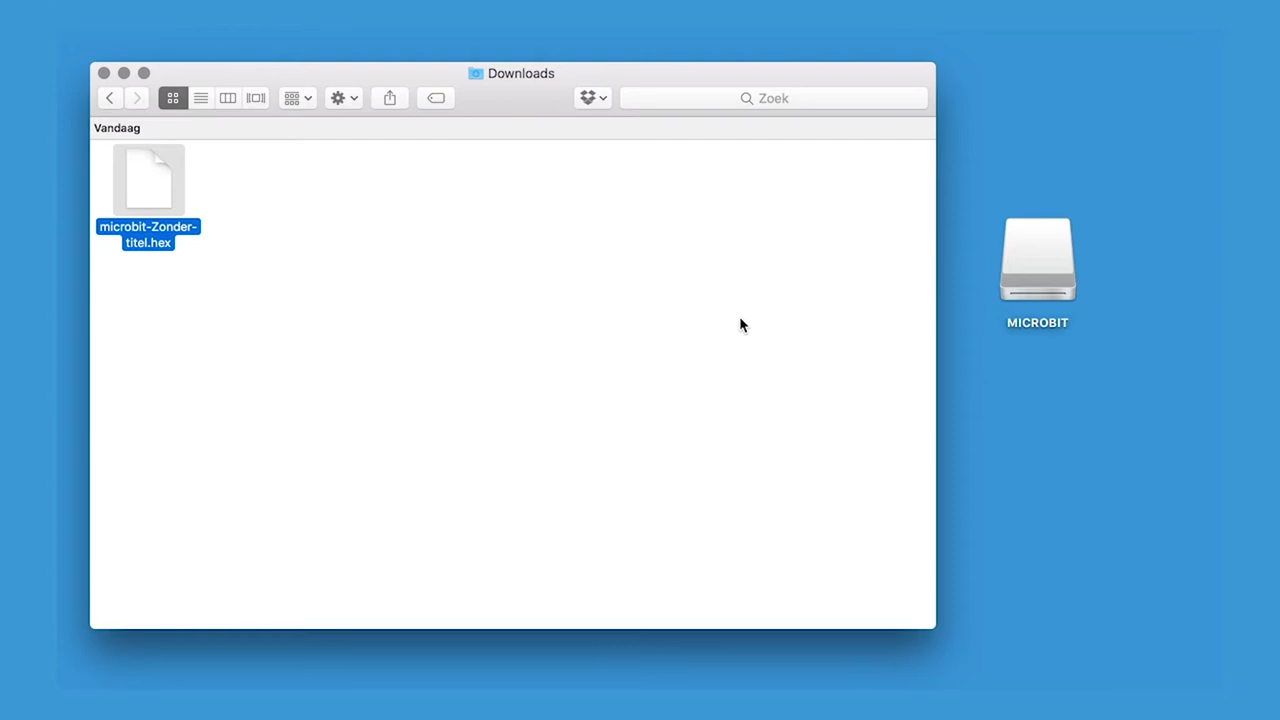 Downloads
Zoek
Vandaag
microbit-Zonder-
titel.hex
MICROBIT